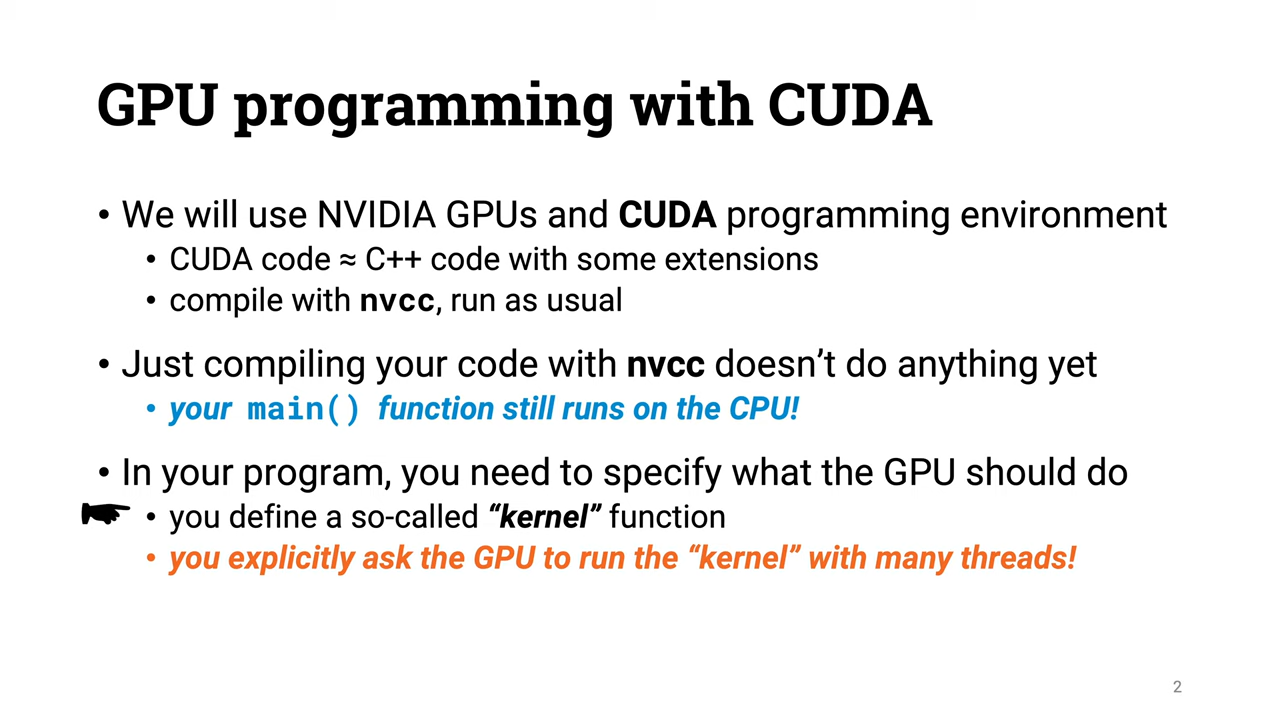 GPU programming with CUDA
• We will use NVIDIA GPUs and CUDA programming environment
• CUDA code ≈ C++ code with some extensions
• compile with nvcc, run as usual
• Just compiling your code with nvcc doesn’t do anything yet
• your main() function still runs on the CPU!
• In your program, you need to specify what the GPU should do
• you define a so-called “kernel” function
• you explicitly ask the GPU to run the “kernel” with many threads!
2